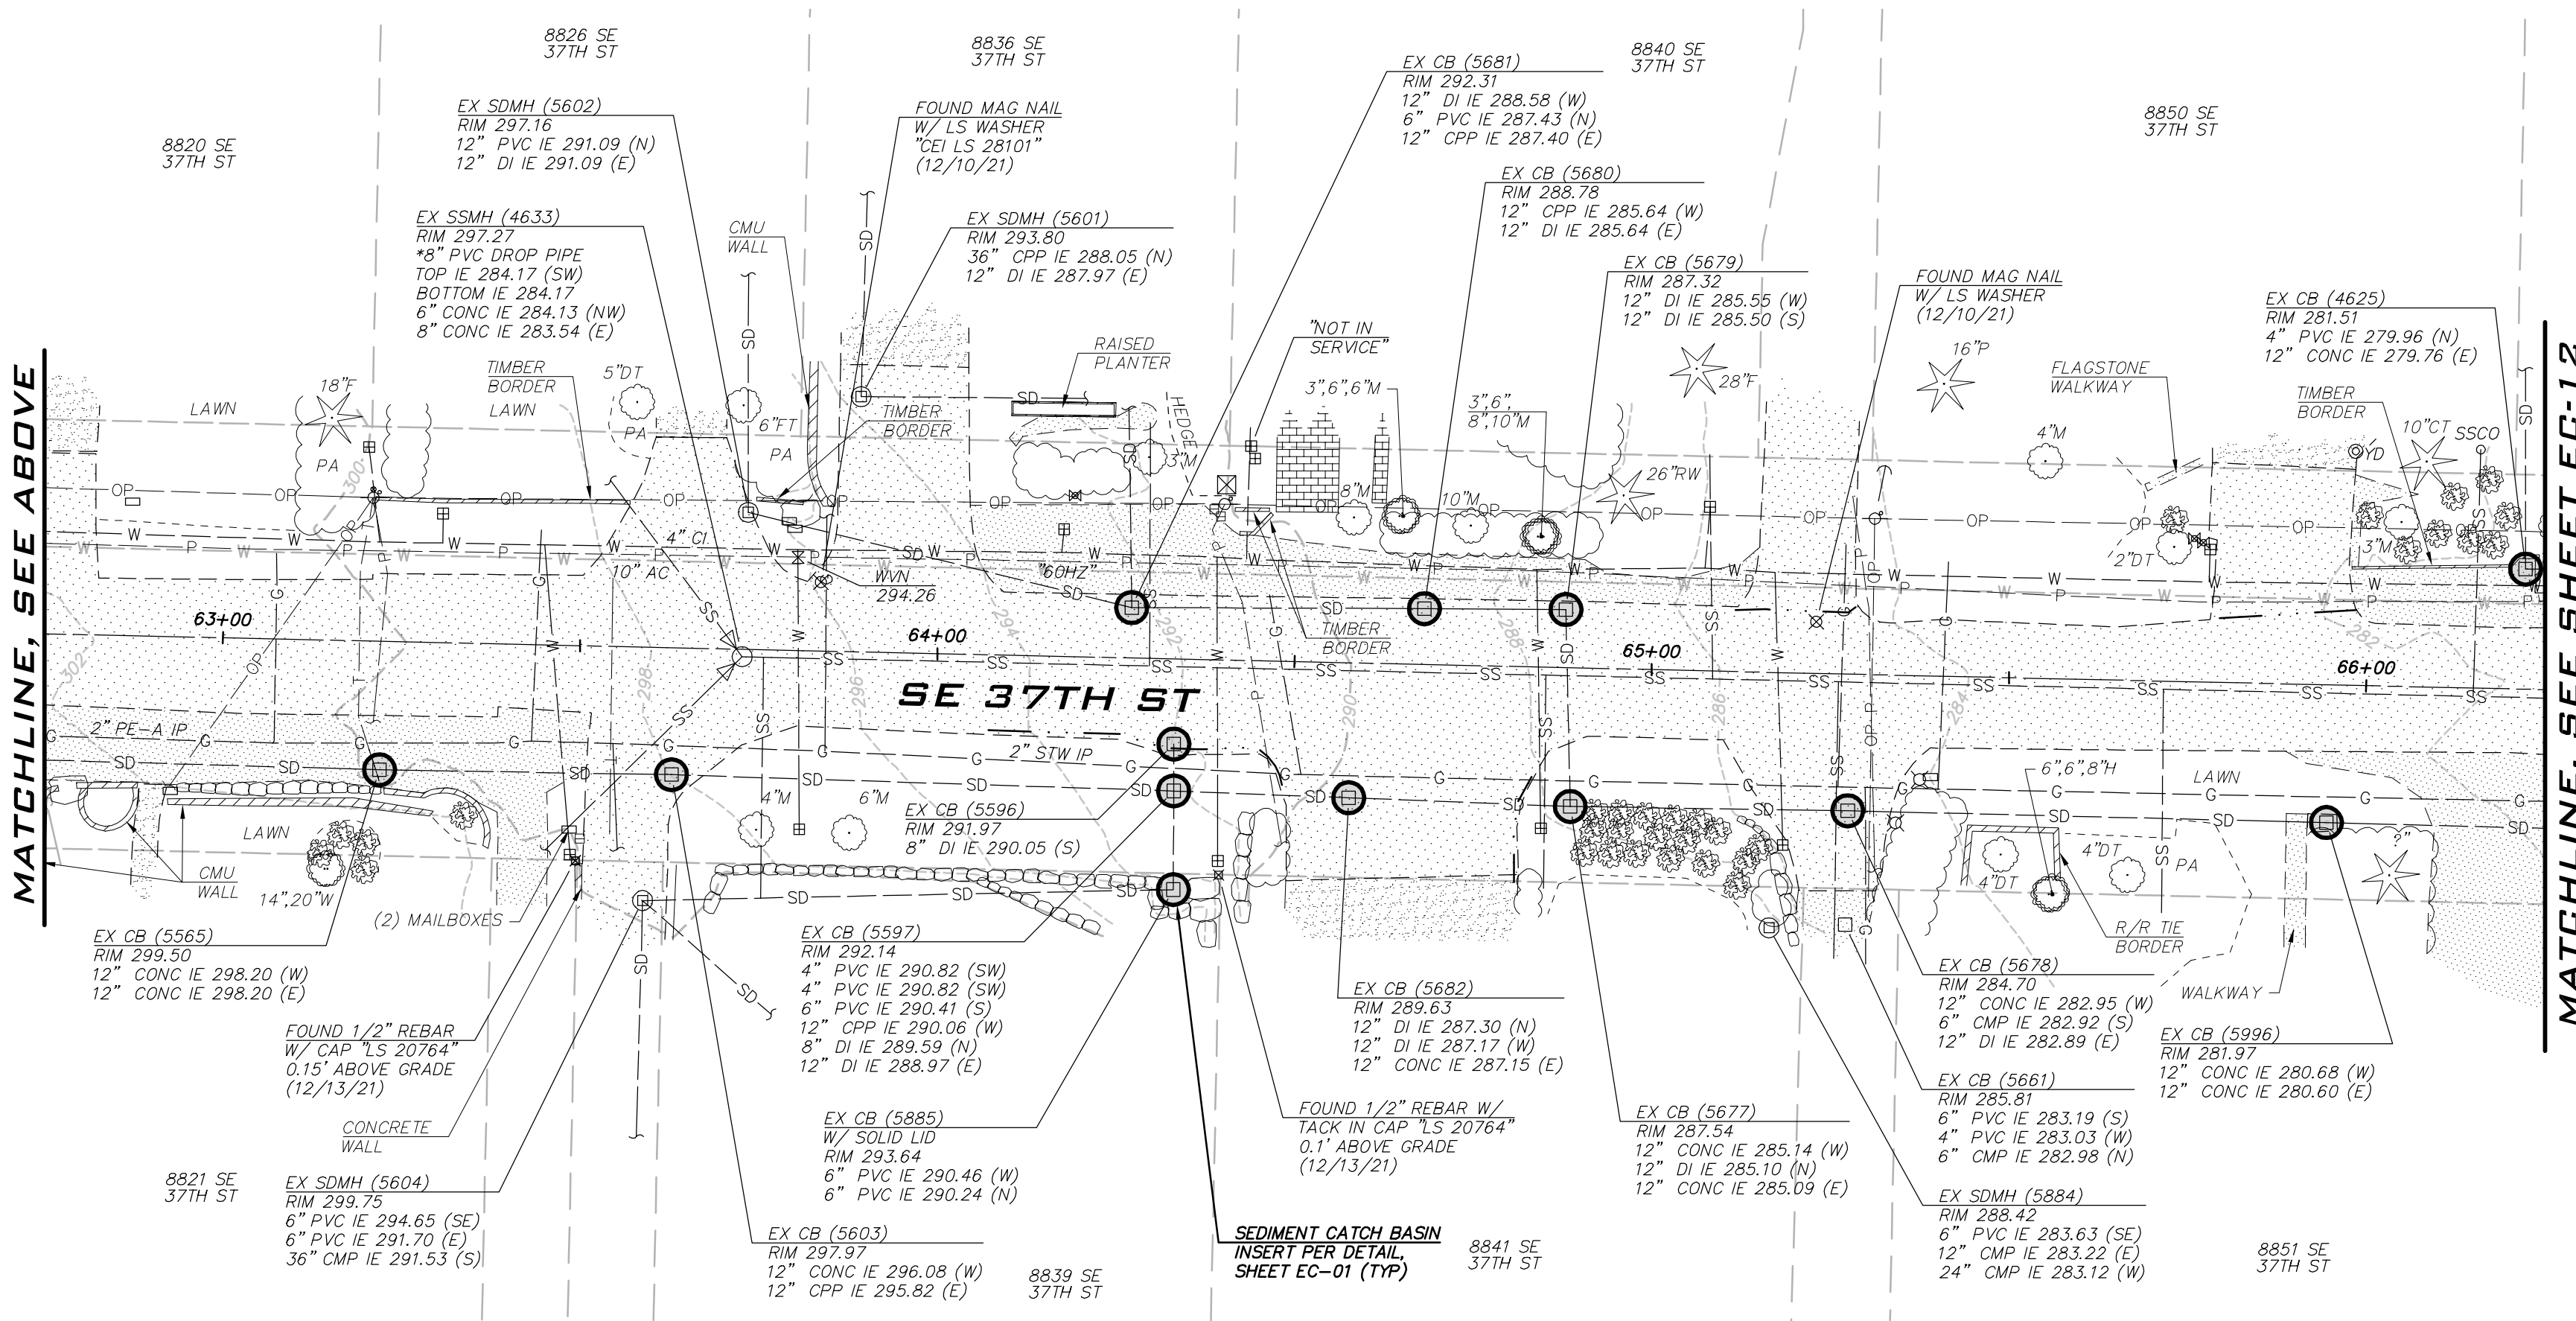 8826 SE
37TH ST
8836 SE
37TH ST
8840 SE
37TH ST
8820 SE
37TH ST
8850 SE
37TH ST
EX SDMH (5602)
RIM 297.16
12" PVC IE 291.09 (N)
12" DI IE 291.09 (E)
FOUND MAG NAIL
W/ LS WASHER
"CEI LS 28101"
(12/10/21)
EX CB (5681)
RIM 292.31
12" DI IE 288.58 (W)
6" PVC IE 287.43 (N)
12" CPP IE 287.40 (E)
EX SSMH (4633)
RIM 297.27
*8" PVC DROP PIPE
TOP IE 284.17 (SW)
BOTTOM IE 284.17
6" CONC IE 284.13 (NW)
8" CONC IE 283.54 (E)
CMU
WALL
EX SDMH (5601)
RIM 293.80
36" CPP IE 288.05 (N)
12" DI IE 287.97 (E)
EX CB (5680)
RIM 288.78
12" CPP IE 285.64 (W)
12" DI IE 285.64 (E)
EX CB (5679)
RIM 287.32
12" DI IE 285.55 (W)
12" DI IE 285.50 (S)
FOUND MAG NAIL
W/ LS WASHER
(12/10/21)
EX CB (4625)
RIM 281.51
4" PVC IE 279.96 (N)
12" CONC IE 279.76 (E)
MATCHLINE, SEE ABOVE
MATCHLINE, SEE SHEET EC-12
LAWN
18"F
PA
TIMBER
BORDER
LAWN
5"DT
PA
6"FT
PA
TIMBER
BORDER
RAISED
PLANTER
3"M
HEDGE
"NOT IN
SERVICE"
3",6",6"M
8"M
10"M
3",6",
8",10"M
28"F
26"RW
16"P
4"M
FLAGSTONE
WALKWAY
TIMBER
BORDER
10"CT
SSCO
YD
3"M
2"DT
4" CI
10" AC
WVN
294.26
"60HZ"
TIMBER
BORDER
300
302
298
296
294
292
290
288
286
284
282
63+00
64+00
65+00
66+00
SE 37TH ST
2" PE-A IP
2" STW IP
LAWN
CMU
WALL
14",20"W
(2) MAILBOXES
4"M
6"M
EX CB (5596)
RIM 291.97
8" DI IE 290.05 (S)
6",6",8"H
LAWN
4"DT
4"DT
PA
?"
R/R TIE
BORDER
WALKWAY
EX CB (5565)
RIM 299.50
12" CONC IE 298.20 (W)
12" CONC IE 298.20 (E)
FOUND 1/2" REBAR
W/ CAP "LS 20764"
0.15' ABOVE GRADE
(12/13/21)
CONCRETE
WALL
8821 SE
37TH ST
EX SDMH (5604)
RIM 299.75
6" PVC IE 294.65 (SE)
6" PVC IE 291.70 (E)
36" CMP IE 291.53 (S)
EX CB (5597)
RIM 292.14
4" PVC IE 290.82 (SW)
4" PVC IE 290.82 (SW)
6" PVC IE 290.41 (S)
12" CPP IE 290.06 (W)
8" DI IE 289.59 (N)
12" DI IE 288.97 (E)
EX CB (5885)
W/ SOLID LID
RIM 293.64
6" PVC IE 290.46 (W)
6" PVC IE 290.24 (N)
EX CB (5603)
RIM 297.97
12" CONC IE 296.08 (W)
12" CPP IE 295.82 (E)
8839 SE
37TH ST
EX CB (5682)
RIM 289.63
12" DI IE 287.30 (N)
12" DI IE 287.17 (W)
12" CONC IE 287.15 (E)
FOUND 1/2" REBAR W/
TACK IN CAP "LS 20764"
0.1' ABOVE GRADE
(12/13/21)
SEDIMENT CATCH BASIN
INSERT PER DETAIL,
SHEET EC-01 (TYP)
8841 SE
37TH ST
EX CB (5677)
RIM 287.54
12" CONC IE 285.14 (W)
12" DI IE 285.10 (N)
12" CONC IE 285.09 (E)
EX CB (5678)
RIM 284.70
12" CONC IE 282.95 (W)
6" CMP IE 282.92 (S)
12" DI IE 282.89 (E)
EX CB (5661)
RIM 285.81
6" PVC IE 283.19 (S)
4" PVC IE 283.03 (W)
6" CMP IE 282.98 (N)
EX SDMH (5884)
RIM 288.42
6" PVC IE 283.63 (SE)
12" CMP IE 283.22 (E)
24" CMP IE 283.12 (W)
EX CB (5996)
RIM 281.97
12" CONC IE 280.68 (W)
12" CONC IE 280.60 (E)
8851 SE
37TH ST